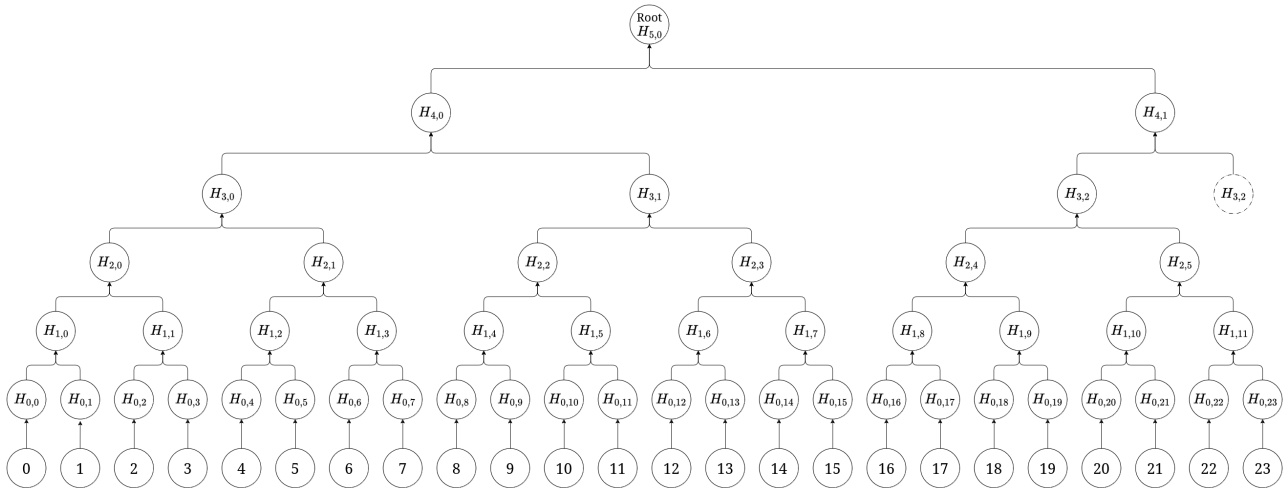 Root
H5,0
H4,0 H4,1
H3,0 H3,1 H3,2 H3,2
H2,0 H2,1 H2,2 H2,3 H2,4 H2,5
H1,0 H1,1 H1,2 H1,3 H1,4 H1,5 H1,6 H1,7 H1,8 H1,9 H1,10 H1,11
H0,0 H0,1 H0,2 H0,3 H0,4 H0,5 H0,6 H0,7 H0,8 H0,9 H0,10 H0,11 H0,12 H0,13 H0,14 H0,15 H0,16 H0,17 H0,18 H0,19 H0,20 H0,21 H0,22 H0,23
0 1 2 3 4 5 6 7 8 9 10 11 12 13 14 15 16 17 18 19 20 21 22 23